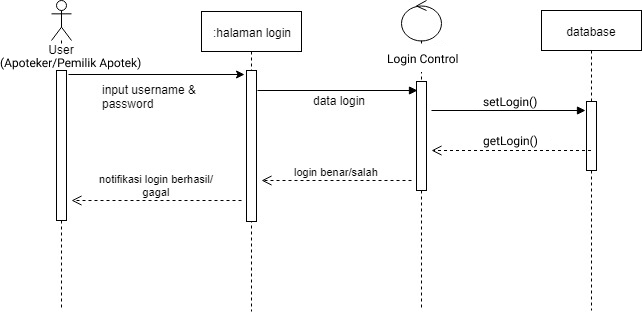 User
(Apoteker/Pemilik Apotek)
:halaman login
Login Control
database
input username &
password
data login
setLogin()
getLogin()
login benar/salah
notifikasi login berhasil/
gagal